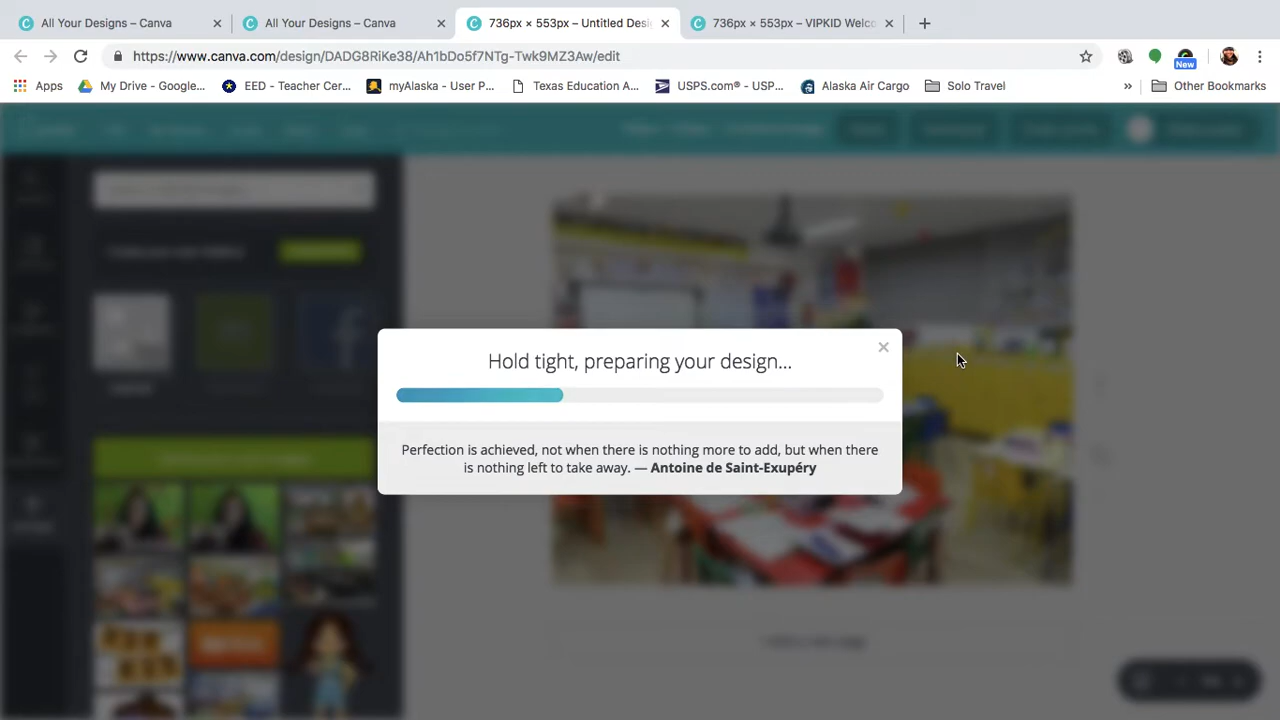 All Your Designs – Canva
All Your Designs – Canva
736px × 553px – Untitled Desi
736px × 553px – VIPKID Welco
https://www.canva.com/design/DADG8RiKe38/Ah1bDo5f7NTg-Twk9MZ3Aw/edit
New
Apps
My Drive - Google...
EED - Teacher Cer...
myAlaska - User P...
Texas Education A...
USPS.com® - USP...
Alaska Air Cargo
Solo Travel
»
Other Bookmarks
Hold tight, preparing your design...
Perfection is achieved, not when there is nothing more to add, but when there
is nothing left to take away. — Antoine de Saint-Exupéry